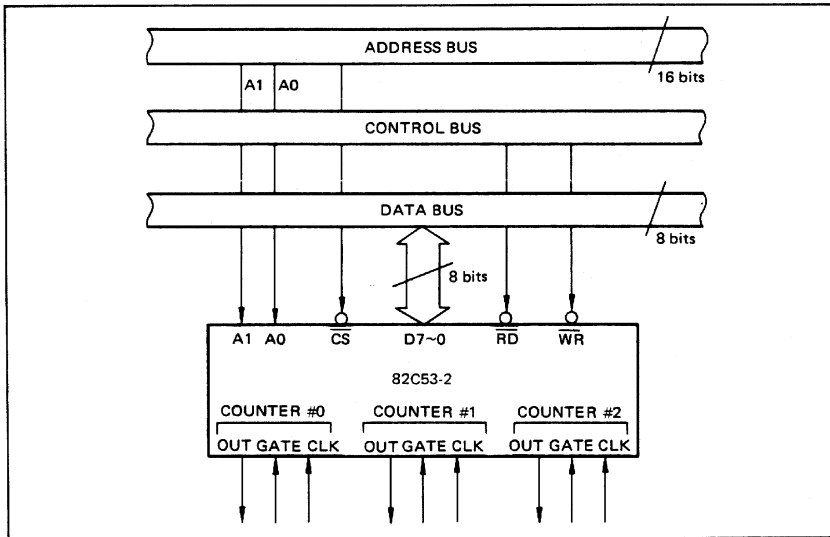 ADDRESS BUS
16 bits
A1 A0
CONTROL BUS
DATA BUS
8 bits
8 bits
A1 A0 CS D7~0 RD WR
82C53-2
COUNTER #0 COUNTER #1 COUNTER #2
OUT GATE CLK OUT GATE CLK OUT GATE CLK